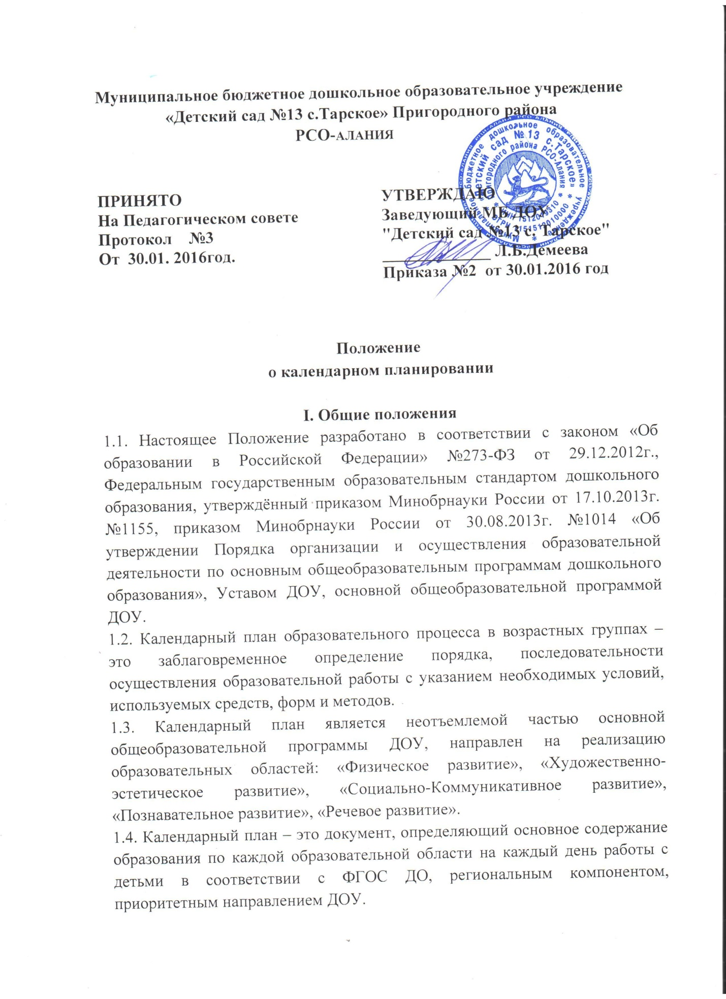 Муниципальное бюджетное дошкольное образовательное учреждение
«Детский сад №13 с.Тарское» Пригородного района
РСО-АЛАНИЯ
ПРИНЯТО
На Педагогическом совете
Протокол №3
От 30.01. 2016год.
УТВЕРЖДАЮ
Заведующий МБ ДОУ
"Детский сад №13 с. Тарское"
_____________ Л.Б.Демеева
Приказа №2 от 30.01.2016 год
дошкольное образовательное учреждение
Муниципальное бюджетное
«Детский сад № 13 с.Тарское»
Пригородного района РСО-Алания
Положение
о календарном планировании
I. Общие положения
1.1. Настоящее Положение разработано в соответствии с законом «Об
образовании в Российской Федерации» №273-ФЗ от 29.12.2012г.,
Федеральным государственным образовательным стандартом дошкольного
образования, утверждённый приказом Минобрнауки России от 17.10.2013г.
№1155, приказом Минобрнауки России от 30.08.2013г. №1014 «Об
утверждении Порядка организации и осуществления образовательной
деятельности по основным общеобразовательным программам дошкольного
образования», Уставом ДОУ, основной общеобразовательной программой
ДОУ.
1.2. Календарный план образовательного процесса в возрастных группах –
это заблаговременное определение порядка, последовательности
осуществления образовательной работы с указанием необходимых условий,
используемых средств, форм и методов.
1.3. Календарный план является неотъемлемой частью основной
общеобразовательной программы ДОУ, направлен на реализацию
образовательных областей: «Физическое развитие», «Художественно-
эстетическое развитие», «Социально-Коммуникативное развитие»,
«Познавательное развитие», «Речевое развитие».
1.4. Календарный план – это документ, определяющий основное содержание
образования по каждой образовательной области на каждый день работы с
детьми в соответствии с ФГОС ДО, региональным компонентом,
приоритетным направлением ДОУ.